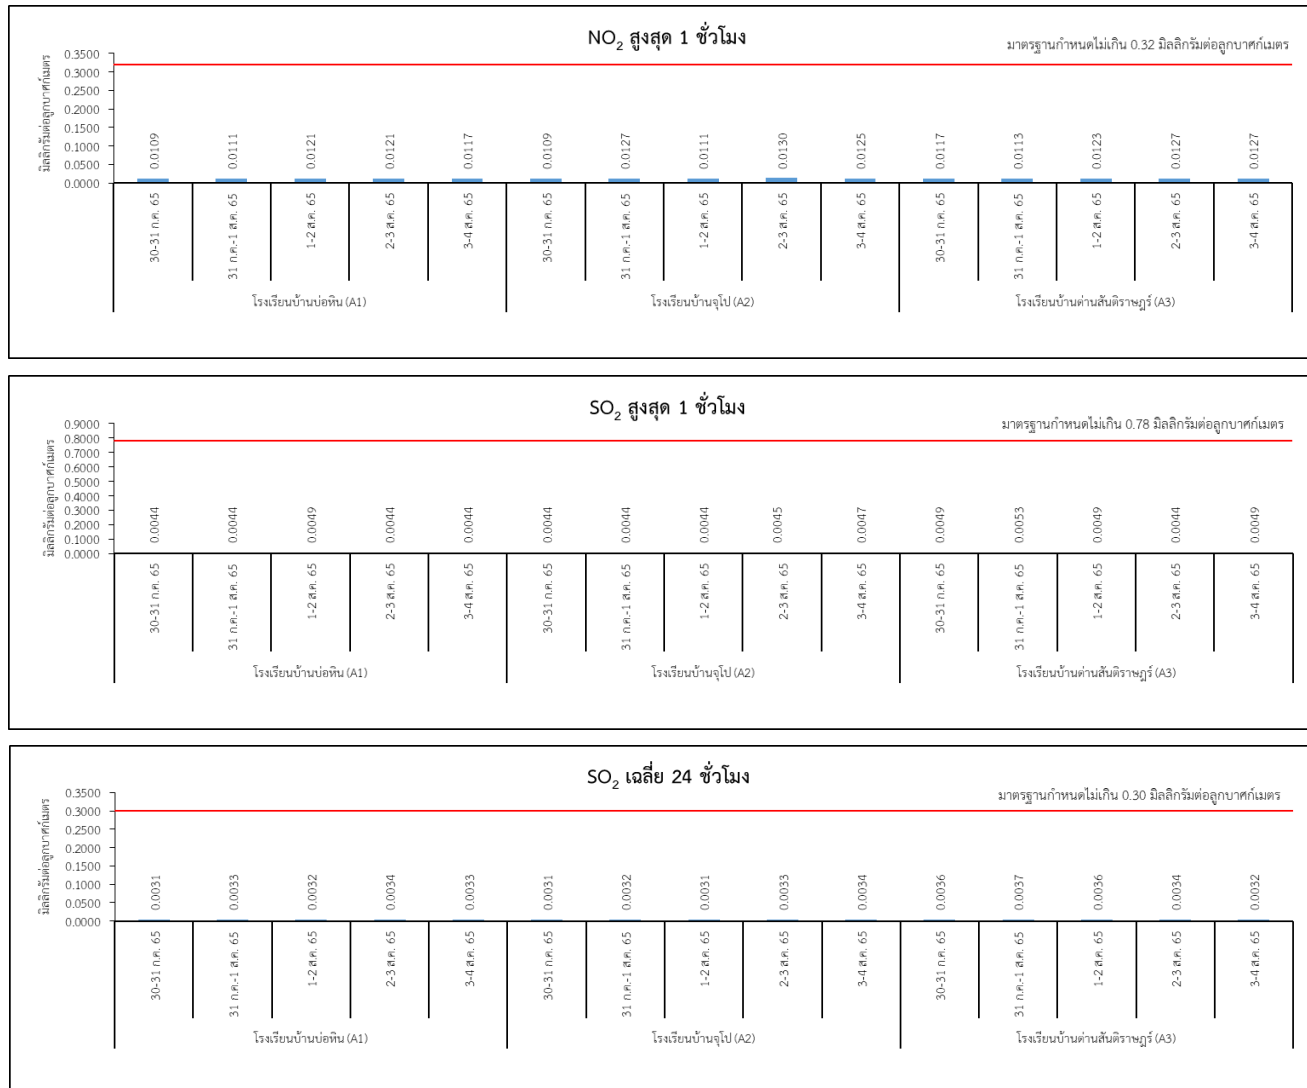 NO2 สูงสุด 1 ชั่วโมง
มาตรฐานกำหนดไม่เกิน 0.32 มิลลิกรัมต่อลูกบาศก์เมตร
มิลลิกรัมต่อลูกบาศก์เมตร
0.3500
0.3000
0.2500
0.2000
0.1500
0.1000
0.0500
0.0000
0.0109 0.0111 0.0121 0.0121 0.0117 0.0109 0.0127 0.0111 0.0130 0.0125 0.0117 0.0113 0.0123 0.0127 0.0127
30-31 ก.ค. 65 31 ก.ค.-1 ส.ค. 65 1-2 ส.ค. 65 2-3 ส.ค. 65 3-4 ส.ค. 65 30-31 ก.ค. 65 31 ก.ค.-1 ส.ค. 65 1-2 ส.ค. 65 2-3 ส.ค. 65 3-4 ส.ค. 65 30-31 ก.ค. 65 31 ก.ค.-1 ส.ค. 65 1-2 ส.ค. 65 2-3 ส.ค. 65 3-4 ส.ค. 65
โรงเรียนบ้านบ่อหิน (A1) โรงเรียนบ้านจุโป (A2) โรงเรียนบ้านด่านสันติราษฎร์ (A3)
SO2 สูงสุด 1 ชั่วโมง
มาตรฐานกำหนดไม่เกิน 0.78 มิลลิกรัมต่อลูกบาศก์เมตร
มิลลิกรัมต่อลูกบาศก์เมตร
0.9000
0.8000
0.7000
0.6000
0.5000
0.4000
0.3000
0.2000
0.1000
0.0000
0.0044 0.0044 0.0049 0.0044 0.0044 0.0044 0.0044 0.0044 0.0045 0.0047 0.0049 0.0053 0.0049 0.0044 0.0049
30-31 ก.ค. 65 31 ก.ค.-1 ส.ค. 65 1-2 ส.ค. 65 2-3 ส.ค. 65 3-4 ส.ค. 65 30-31 ก.ค. 65 31 ก.ค.-1 ส.ค. 65 1-2 ส.ค. 65 2-3 ส.ค. 65 3-4 ส.ค. 65 30-31 ก.ค. 65 31 ก.ค.-1 ส.ค. 65 1-2 ส.ค. 65 2-3 ส.ค. 65 3-4 ส.ค. 65
โรงเรียนบ้านบ่อหิน (A1) โรงเรียนบ้านจุโป (A2) โรงเรียนบ้านด่านสันติราษฎร์ (A3)
SO2 เฉลี่ย 24 ชั่วโมง
มาตรฐานกำหนดไม่เกิน 0.30 มิลลิกรัมต่อลูกบาศก์เมตร
มิลลิกรัมต่อลูกบาศก์เมตร
0.3500
0.3000
0.2500
0.2000
0.1500
0.1000
0.0500
0.0000
0.0031 0.0033 0.0032 0.0034 0.0033 0.0031 0.0032 0.0031 0.0033 0.0034 0.0036 0.0037 0.0036 0.0034 0.0032
30-31 ก.ค. 65 31 ก.ค.-1 ส.ค. 65 1-2 ส.ค. 65 2-3 ส.ค. 65 3-4 ส.ค. 65 30-31 ก.ค. 65 31 ก.ค.-1 ส.ค. 65 1-2 ส.ค. 65 2-3 ส.ค. 65 3-4 ส.ค. 65 30-31 ก.ค. 65 31 ก.ค.-1 ส.ค. 65 1-2 ส.ค. 65 2-3 ส.ค. 65 3-4 ส.ค. 65
โรงเรียนบ้านบ่อหิน (A1) โรงเรียนบ้านจุโป (A2) โรงเรียนบ้านด่านสันติราษฎร์ (A3)